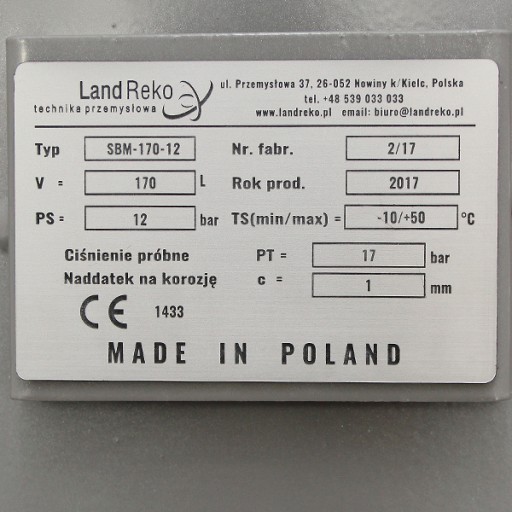 Land Reko
technika przemysłowa
ul. Przemysłowa 37, 26-052 Nowiny k/Kielc, Polska
tel. +48 539 033 033
www.landreko.pl email: biuro@landreko.pl
Typ SBM-170-12 Nr. fabr. 2/17
V = 170 L Rok prod. 2017
PS = 12 bar TS(min/max) = -10/+50 °C
Ciśnienie próbne PT = 17 bar
Naddatek na korozję c = 1 mm
CE 1433
MADE IN POLAND